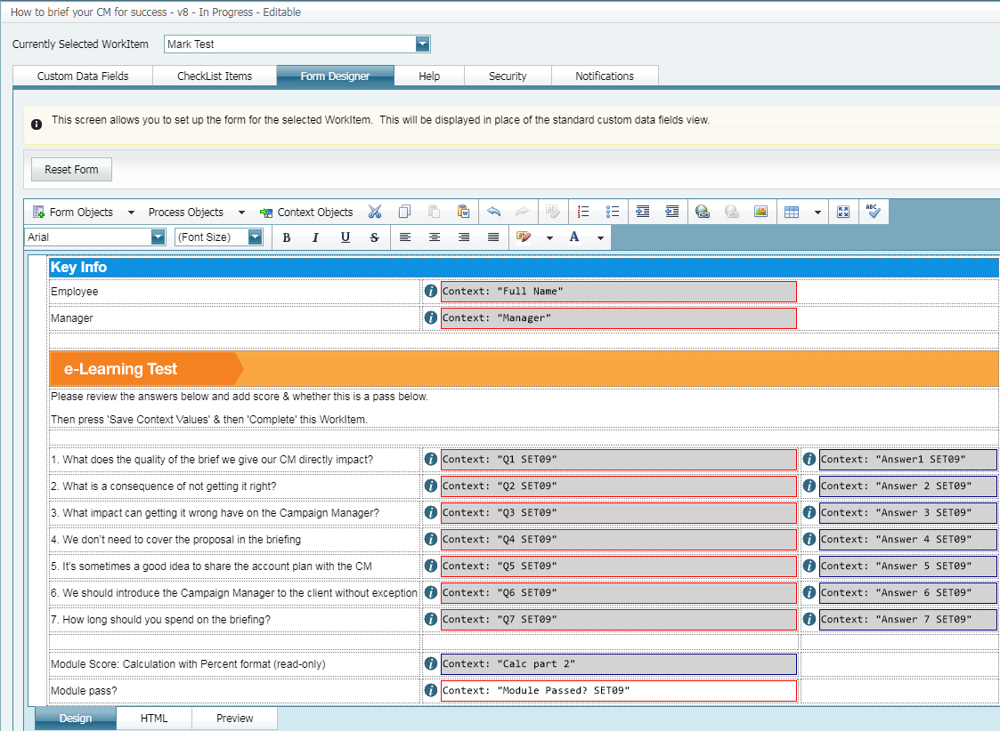 How to brief your CM for success - v8 - In Progress - Editable
Currently Selected WorkItem Mark Test
Custom Data Fields CheckList Items Form Designer Help Security Notifications
This screen allows you to set up the form for the selected WorkItem. This will be displayed in place of the standard custom data fields view.
Reset Form
Form Objects Process Objects Context Objects
Arial (Font Size) B I U S A
Key Info
Employee Context: "Full Name"
Manager Context: "Manager"
e-Learning Test
Please review the answers below and add score & whether this is a pass below.
Then press 'Save Context Values' & then 'Complete' this WorkItem.
1. What does the quality of the brief we give our CM directly impact? Context: "Q1 SET09" Context: "Answer1 SET09"
2. What is a consequence of not getting it right? Context: "Q2 SET09" Context: "Answer 2 SET09"
3. What impact can getting it wrong have on the Campaign Manager? Context: "Q3 SET09" Context: "Answer 3 SET09"
4. We don't need to cover the proposal in the briefing Context: "Q4 SET09" Context: "Answer 4 SET09"
5. It's sometimes a good idea to share the account plan with the CM Context: "Q5 SET09" Context: "Answer 5 SET09"
6. We should introduce the Campaign Manager to the client without exception Context: "Q6 SET09" Context: "Answer 6 SET09"
7. How long should you spend on the briefing? Context: "Q7 SET09" Context: "Answer 7 SET09"
Module Score: Calculation with Percent format (read-only) Context: "Calc part 2"
Module pass? Context: "Module Passed? SET09"
Design HTML Preview